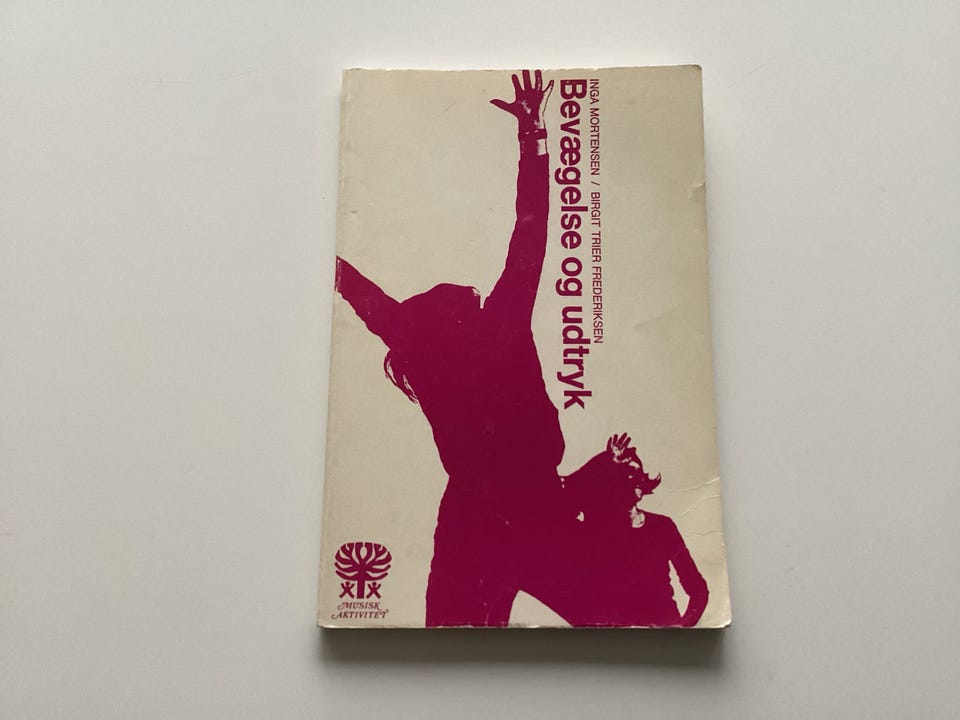 INGA MORTENSEN / BIRGIT TRIER FREDERIKSEN
Bevægelse og udtryk
MUSISK
AKTIVITET